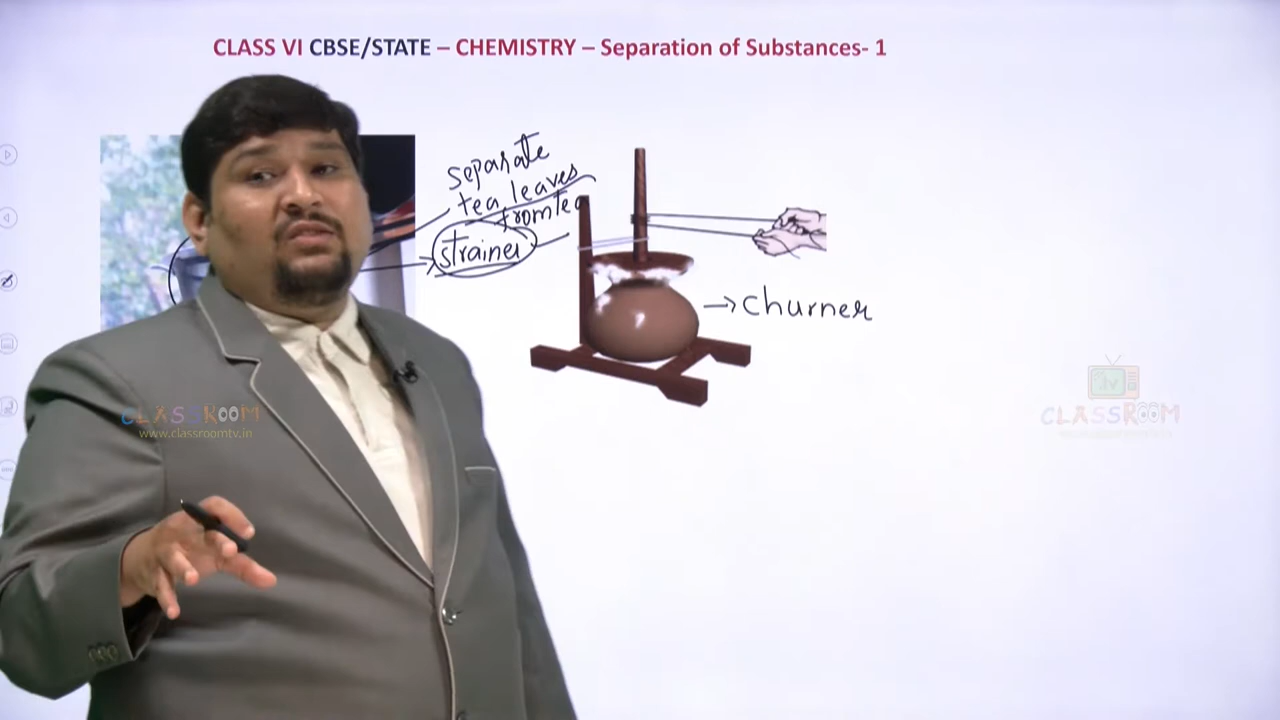 CLASS VI CBSE/STATE – CHEMISTRY – Separation of Substances- 1
separate
tea leaves
from tea
strainer
→ churner
CLASSROOM
www.classroomtv.in
tv
CLASSROOM